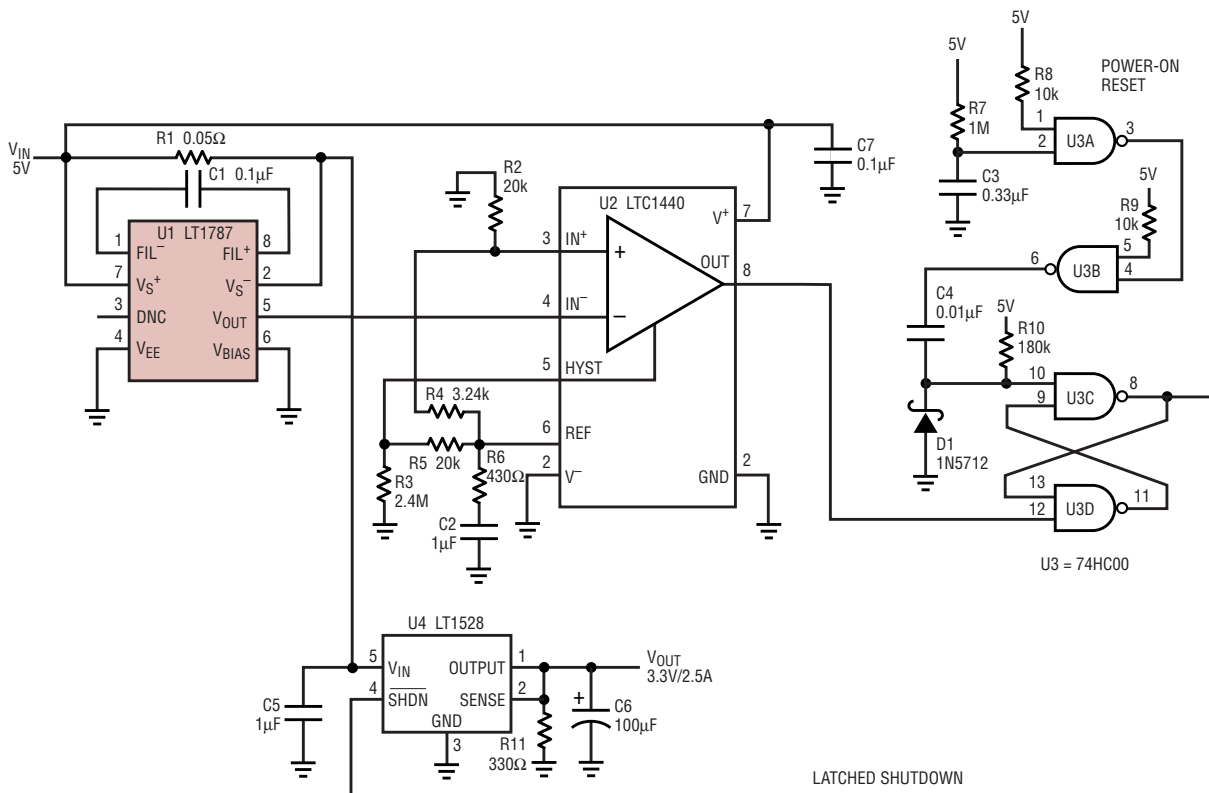 VIN
5V
R1 0.05Ω
C1 0.1µF
U1 LT1787
1
FIL−
8
FIL+
7
VS+
2
VS−
3
DNC
5
VOUT
4
VEE
6
VBIAS
R2
20k
U2 LTC1440
3
IN+
+
4
IN−
−
5
HYST
6
REF
2
V−
7
V+
OUT
8
2
GND
R4 3.24k
R5 20k
R3
2.4M
R6
430Ω
C2
1µF
C7
0.1µF
5V
R7
1M
5V
R8
10k
POWER-ON
RESET
1
2
U3A
3
C3
0.33µF
5V
R9
10k
6
U3B
5
4
C4
0.01µF
5V
R10
180k
10
9
U3C
8
D1
1N5712
13
12
U3D
11
U3 = 74HC00
U4 LT1528
5
VIN
OUTPUT
1
4
SHDN
SENSE
2
GND
3
C5
1µF
VOUT
3.3V/2.5A
+
C6
100µF
R11
330Ω
LATCHED SHUTDOWN